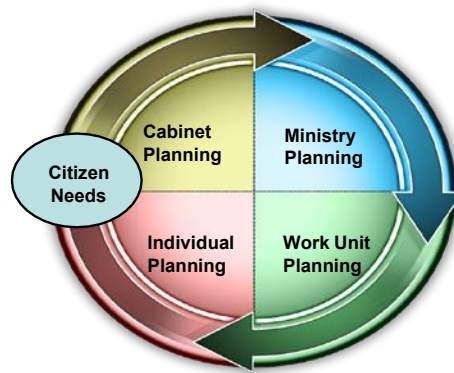 Cabinet
Planning
Ministry
Planning
Citizen
Needs
Individual
Planning
Work Unit
Planning